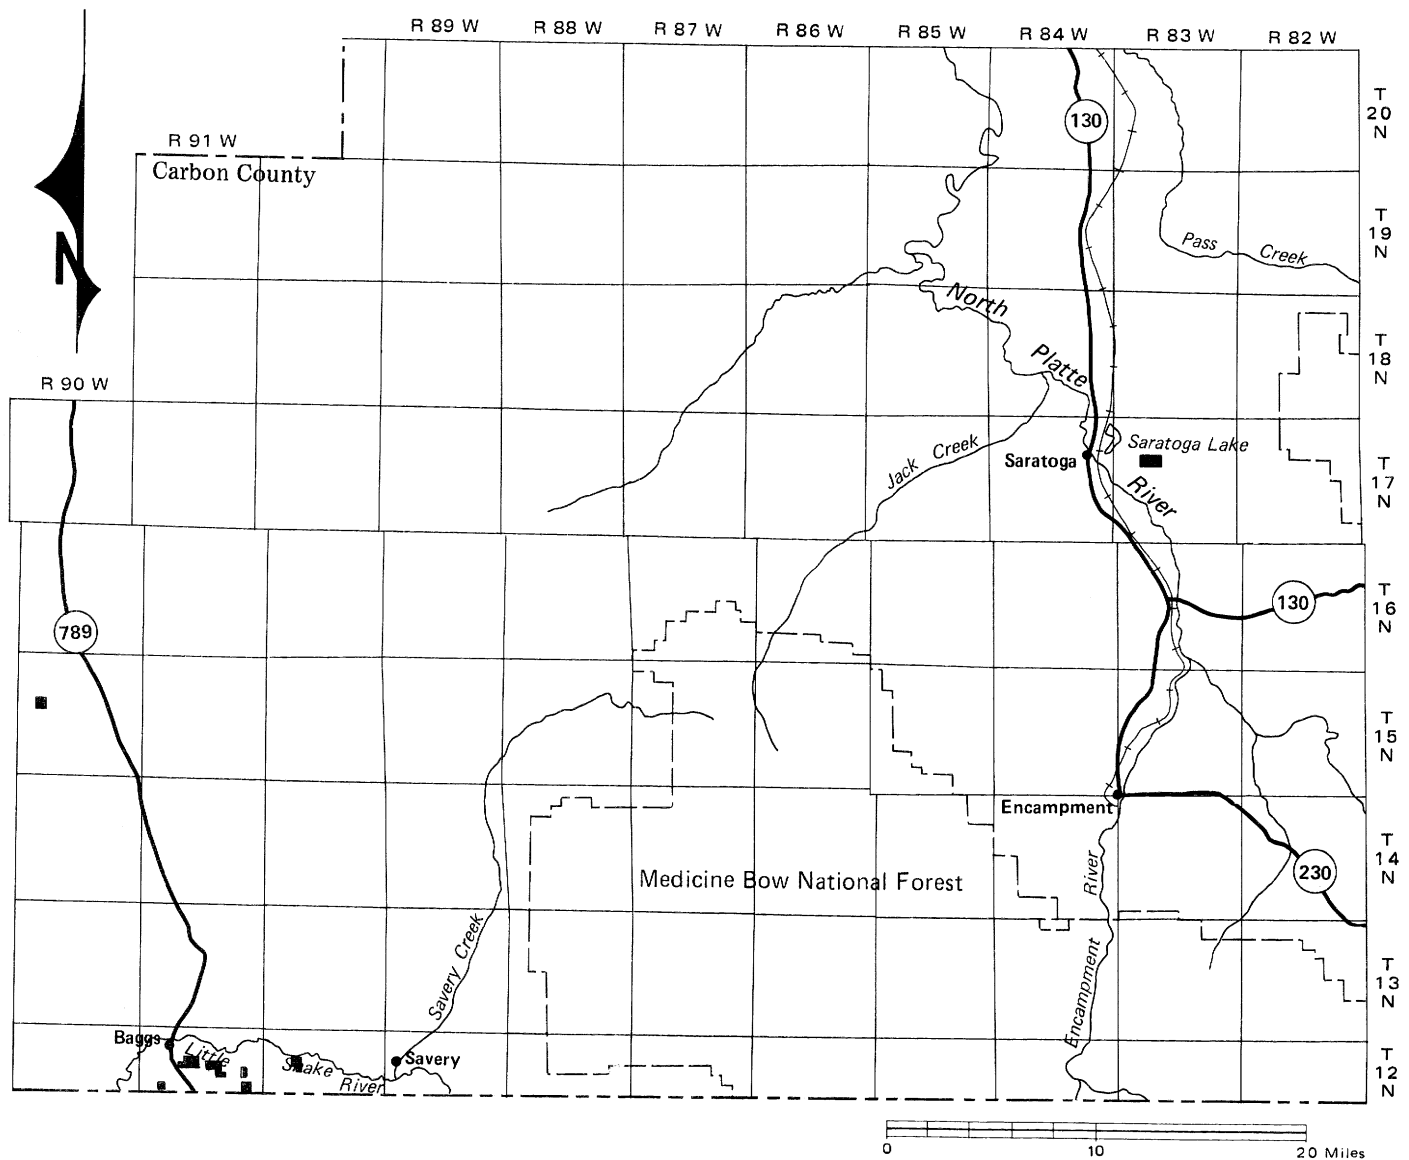 R 89 W
R 88 W
R 87 W
R 86 W
R 85 W
R 84 W
R 83 W
R 82 W
R 91 W
Carbon County
130
T
20
N
T
19
N
Pass Creek
N
North
Platte
River
T
18
N
R 90 W
Jack Creek
Saratoga Lake
Saratoga
T
17
N
789
130
T
16
N
T
15
N
Encampment
Medicine Bow National Forest
230
T
14
N
Savery Creek
Encampment River
T
13
N
Baggs
Little
Snake
River
Savery
T
12
N
0
10
20 Miles